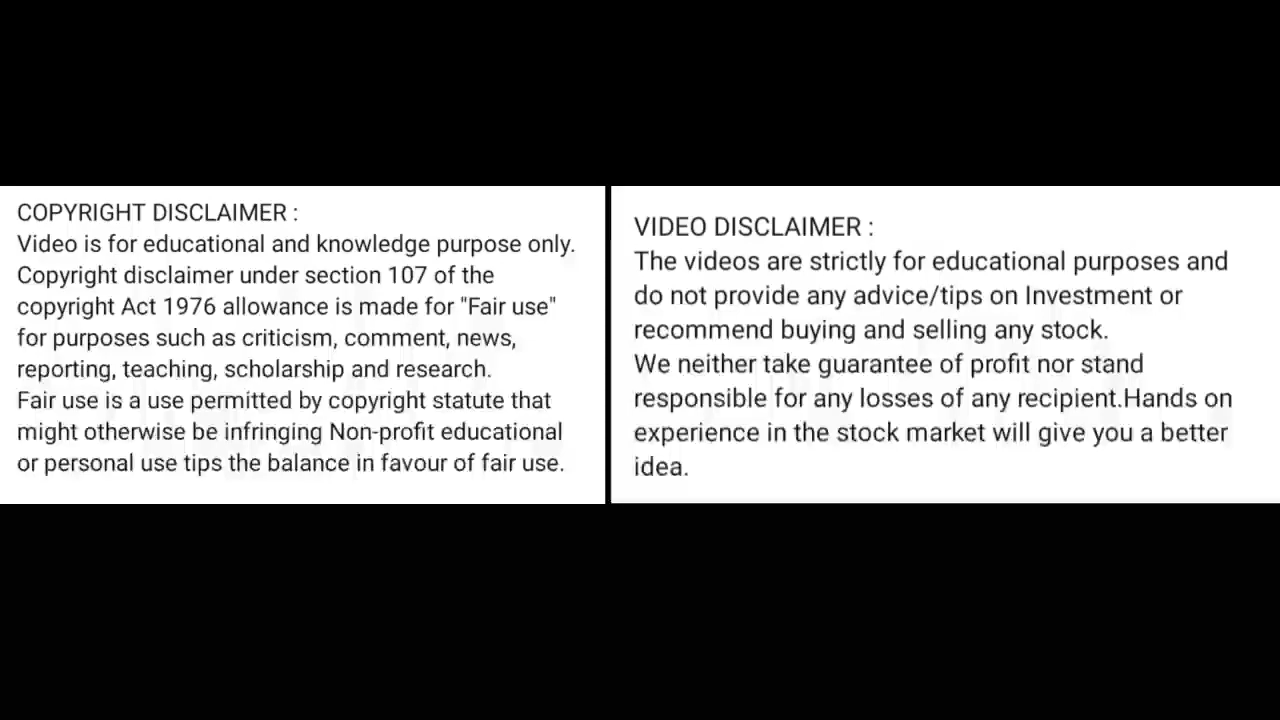 COPYRIGHT DISCLAIMER :
Video is for educational and knowledge purpose only.
Copyright disclaimer under section 107 of the
copyright Act 1976 allowance is made for "Fair use"
for purposes such as criticism, comment, news,
reporting, teaching, scholarship and research.
Fair use is a use permitted by copyright statute that
might otherwise be infringing Non-profit educational
or personal use tips the balance in favour of fair use.
VIDEO DISCLAIMER :
The videos are strictly for educational purposes and
do not provide any advice/tips on Investment or
recommend buying and selling any stock.
We neither take guarantee of profit nor stand
responsible for any losses of any recipient.Hands on
experience in the stock market will give you a better
idea.